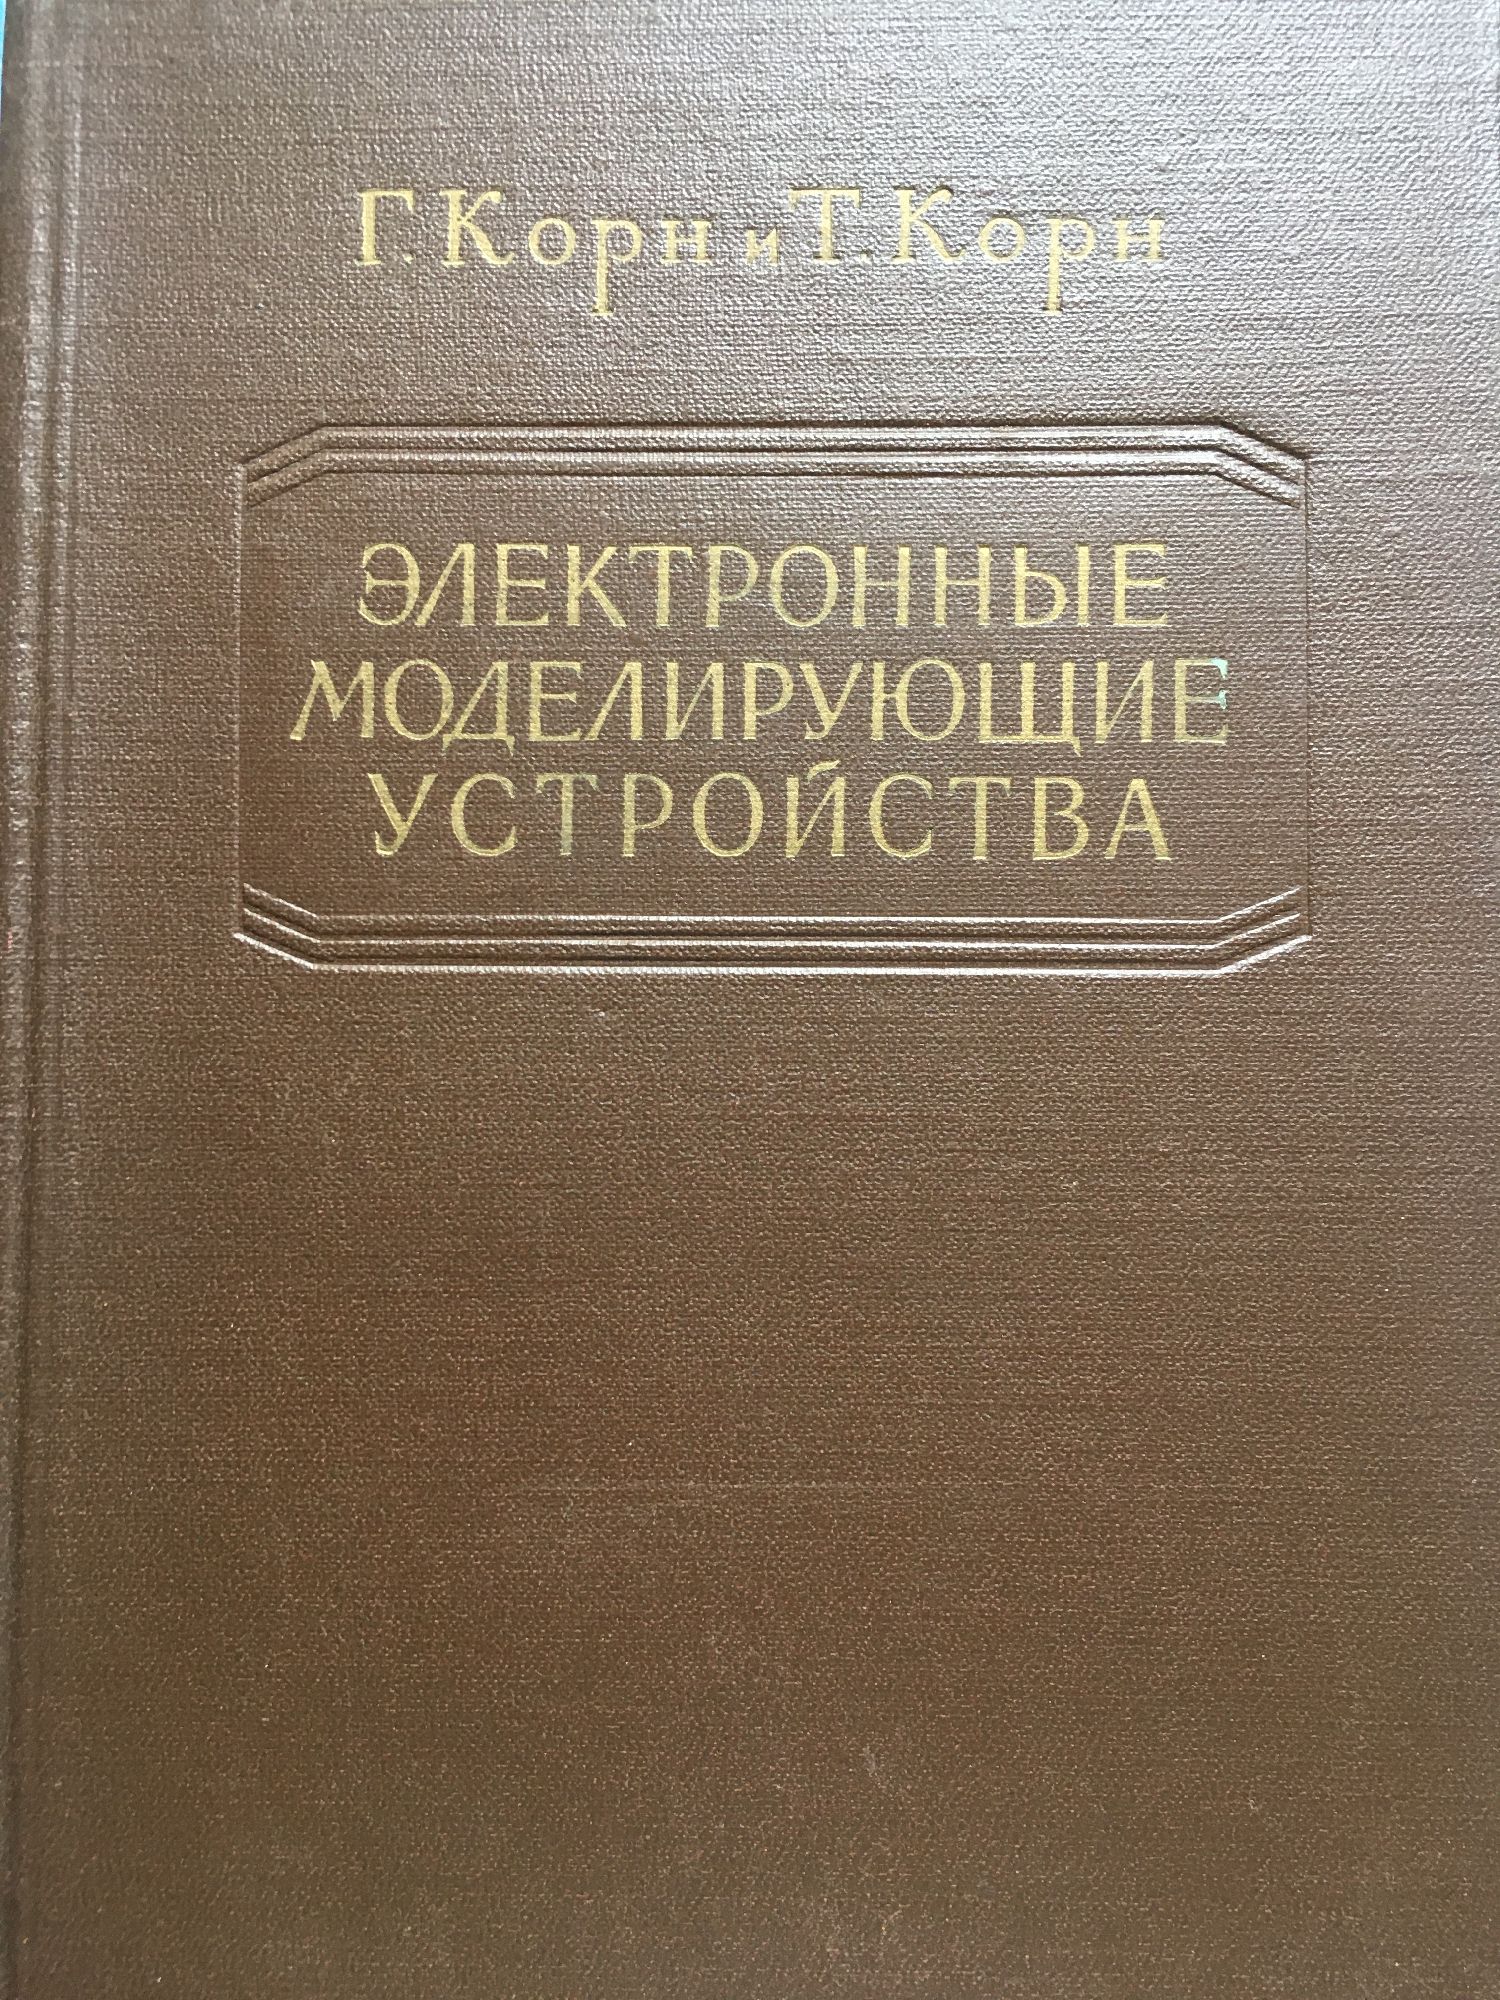 Г. Корн и Т. Корн
ЭЛЕКТРОННЫЕ
МОДЕЛИРУЮЩИЕ
УСТРОЙСТВА